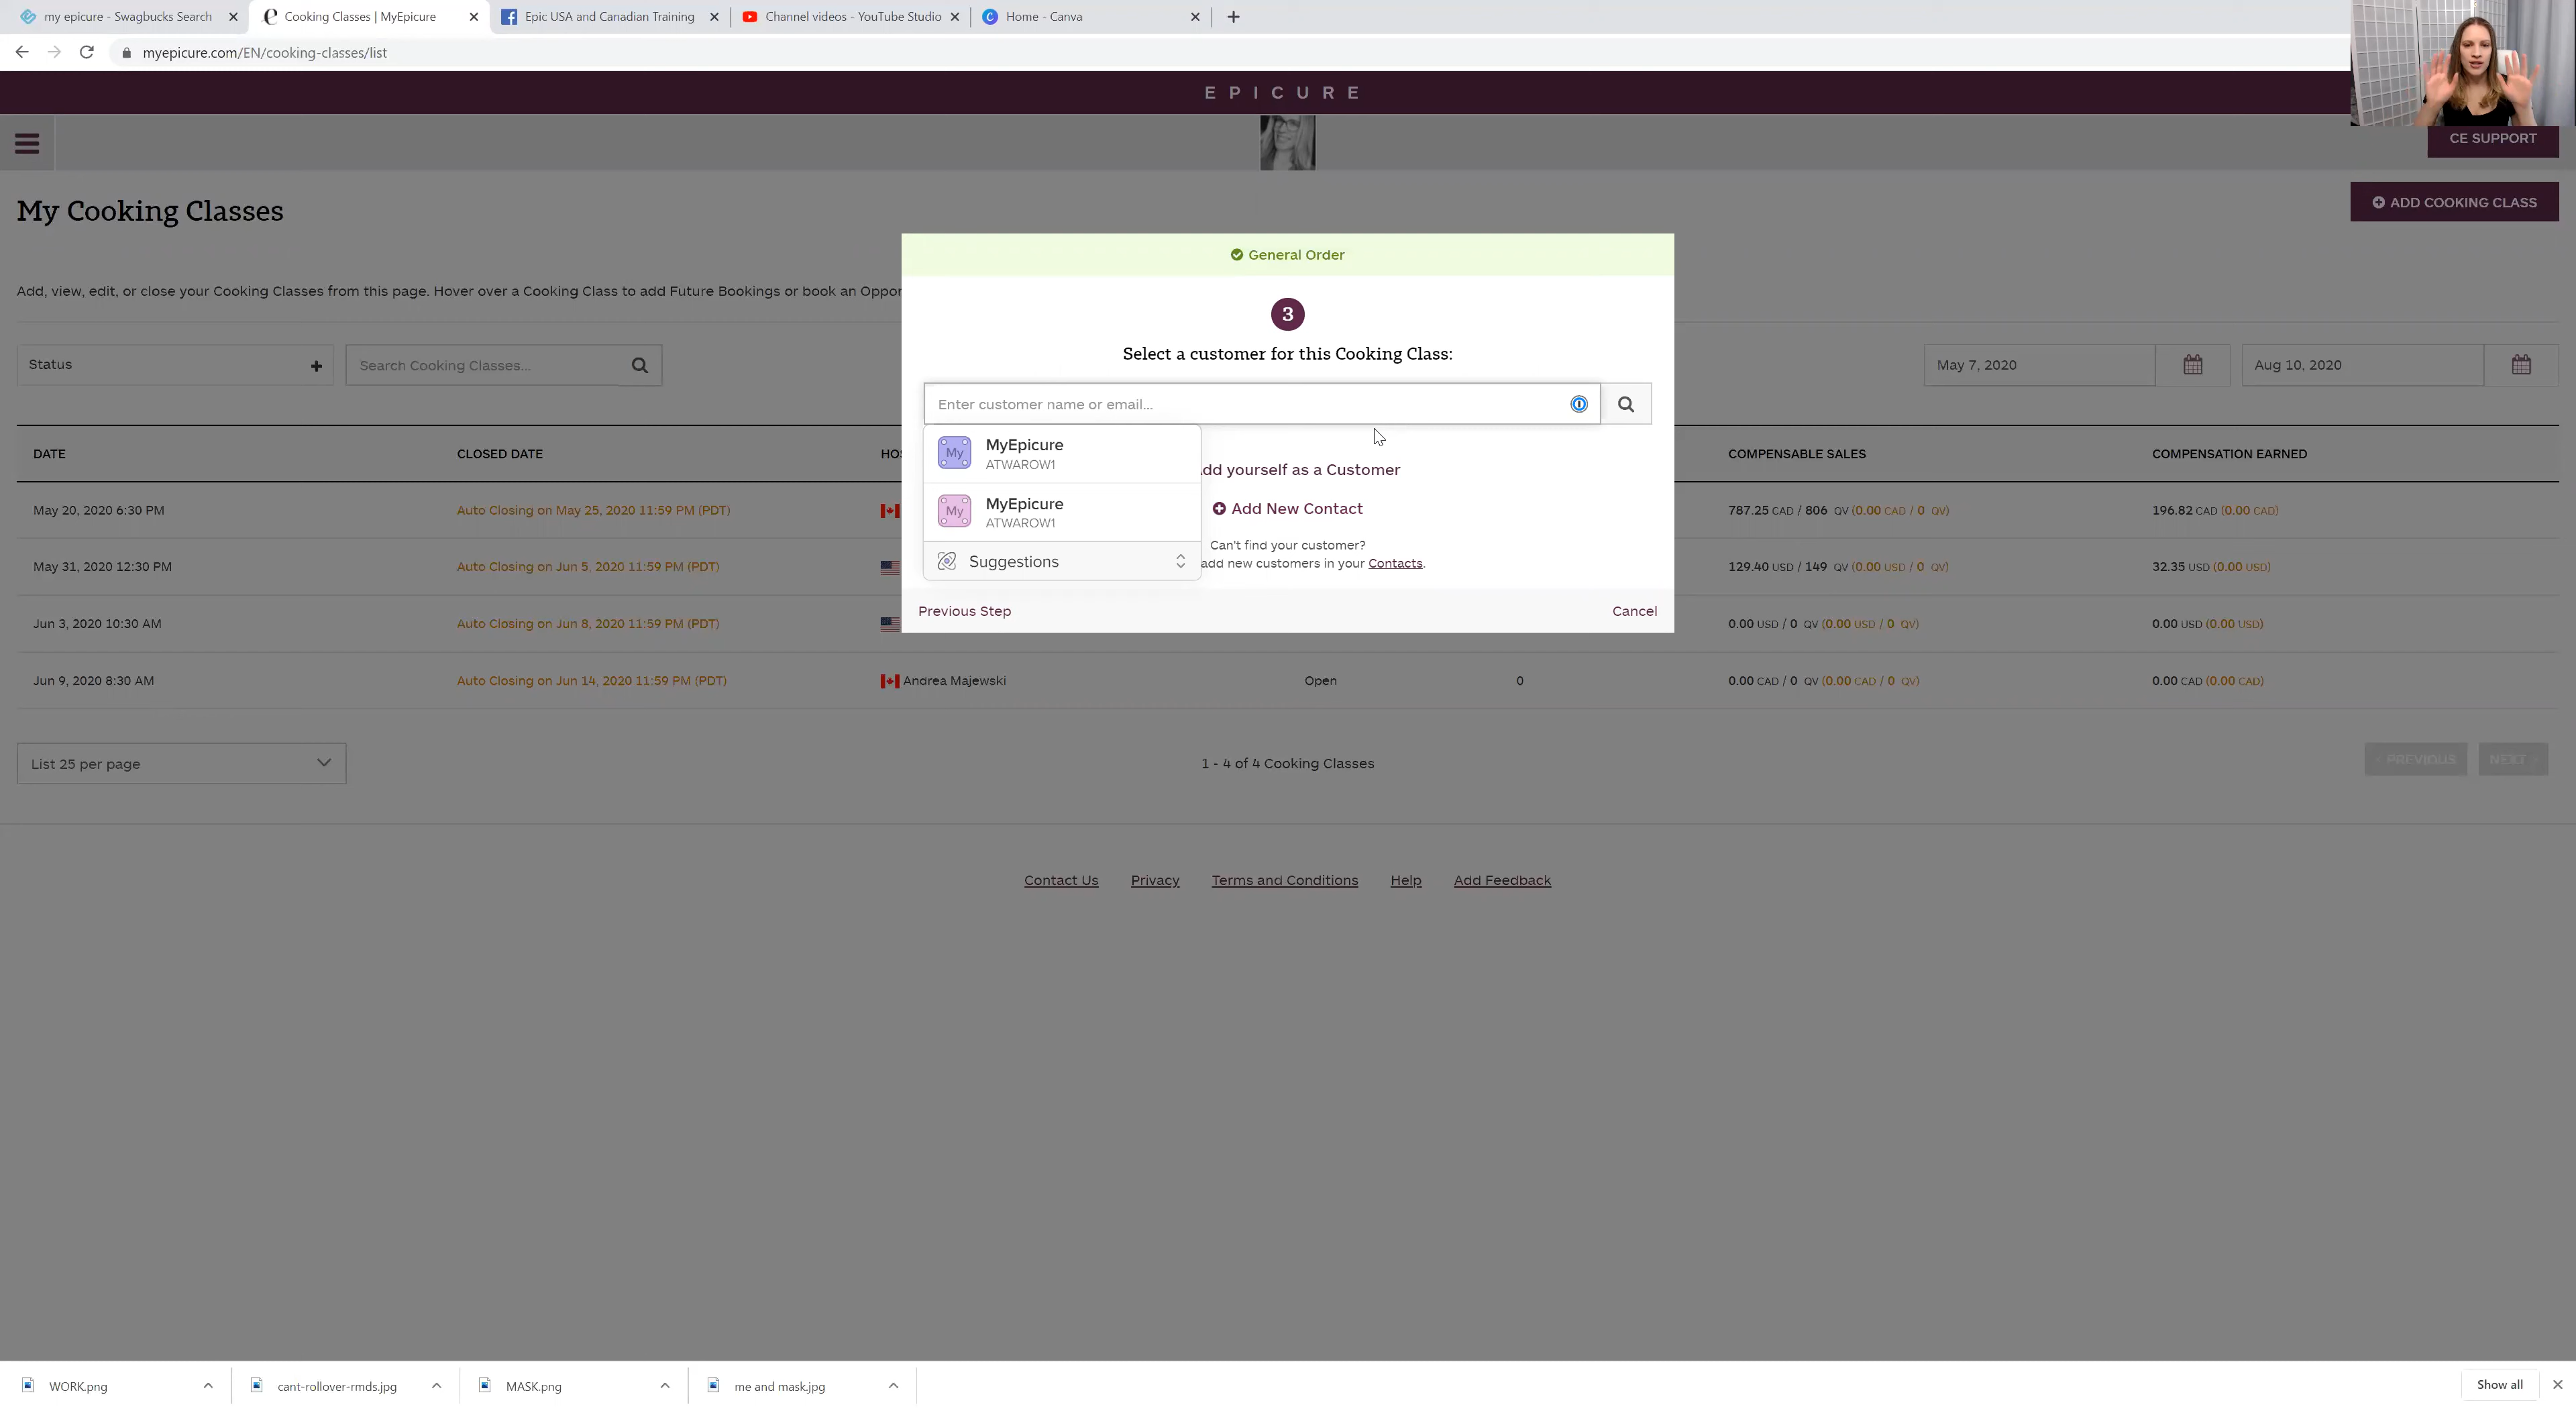 my epicure - Swagbucks Search
Cooking Classes | MyEpicure
Epic USA and Canadian Training
Channel videos - YouTube Studio
Home - Canva
myepicure.com/EN/cooking-classes/list
EPICURE
CE SUPPORT
My Cooking Classes
ADD COOKING CLASS
General Order
Add, view, edit, or close your Cooking Classes from this page. Hover over a Cooking Class to add Future Bookings or book an
3
Select a customer for this Cooking Class:
Status
Search Cooking Classes...
May 7, 2020
Aug 10, 2020
Enter customer name or email...
MyEpicure
ATWAROW1
MyEpicure
ATWAROW1
Suggestions
yourself as a Customer
Add New Contact
Can't find your customer?
add new customers in your Contacts.
Previous Step
Cancel
DATE CLOSED DATE COMPENSABLE SALES COMPENSATION EARNED
May 20, 2020 6:30 PM Auto Closing on May 25, 2020 11:59 PM (PDT) 787.25 CAD / 806 QV (0.00 CAD / 0 QV) 196.82 CAD (0.00 CAD)
May 31, 2020 12:30 PM Auto Closing on Jun 5, 2020 11:59 PM (PDT) 129.40 USD / 149 QV (0.00 USD / 0 QV) 32.35 USD (0.00 USD)
Jun 3, 2020 10:30 AM Auto Closing on Jun 8, 2020 11:59 PM (PDT) 0.00 USD / 0 QV (0.00 USD / 0 QV) 0.00 USD (0.00 USD)
Jun 9, 2020 8:30 AM Auto Closing on Jun 14, 2020 11:59 PM (PDT) Andrea Majewski Open 0 0.00 CAD / 0 QV (0.00 CAD / 0 QV) 0.00 CAD (0.00 CAD)
List 25 per page
1 - 4 of 4 Cooking Classes
PREVIOUS
NEXT
Contact Us Privacy Terms and Conditions Help Add Feedback
WORK.png
cant-rollover-rmds.jpg
MASK.png
me and mask.jpg
Show all